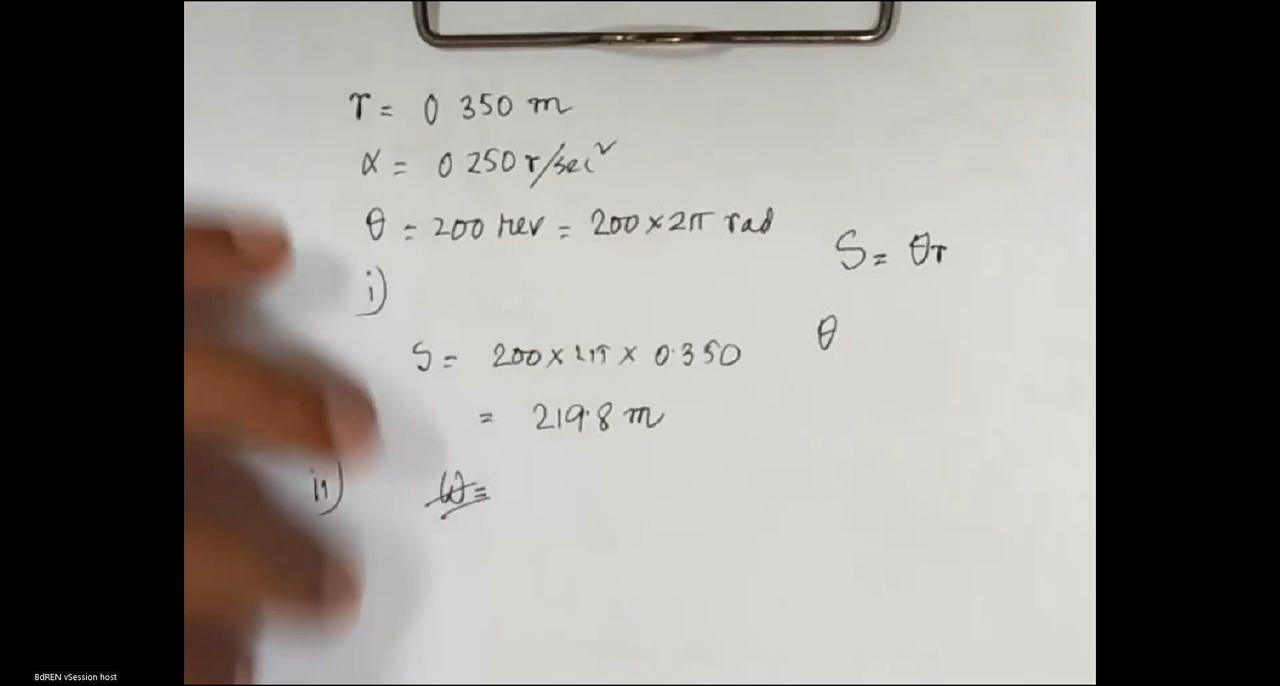 r = 0 350 m
α = 0 250 r/sec²
θ = 200 rev = 200 × 2π rad
S = θr
i)
θ
S = 200 × 2π × 0.350
= 219.8 m
ii) ω =
BdREN vSession host